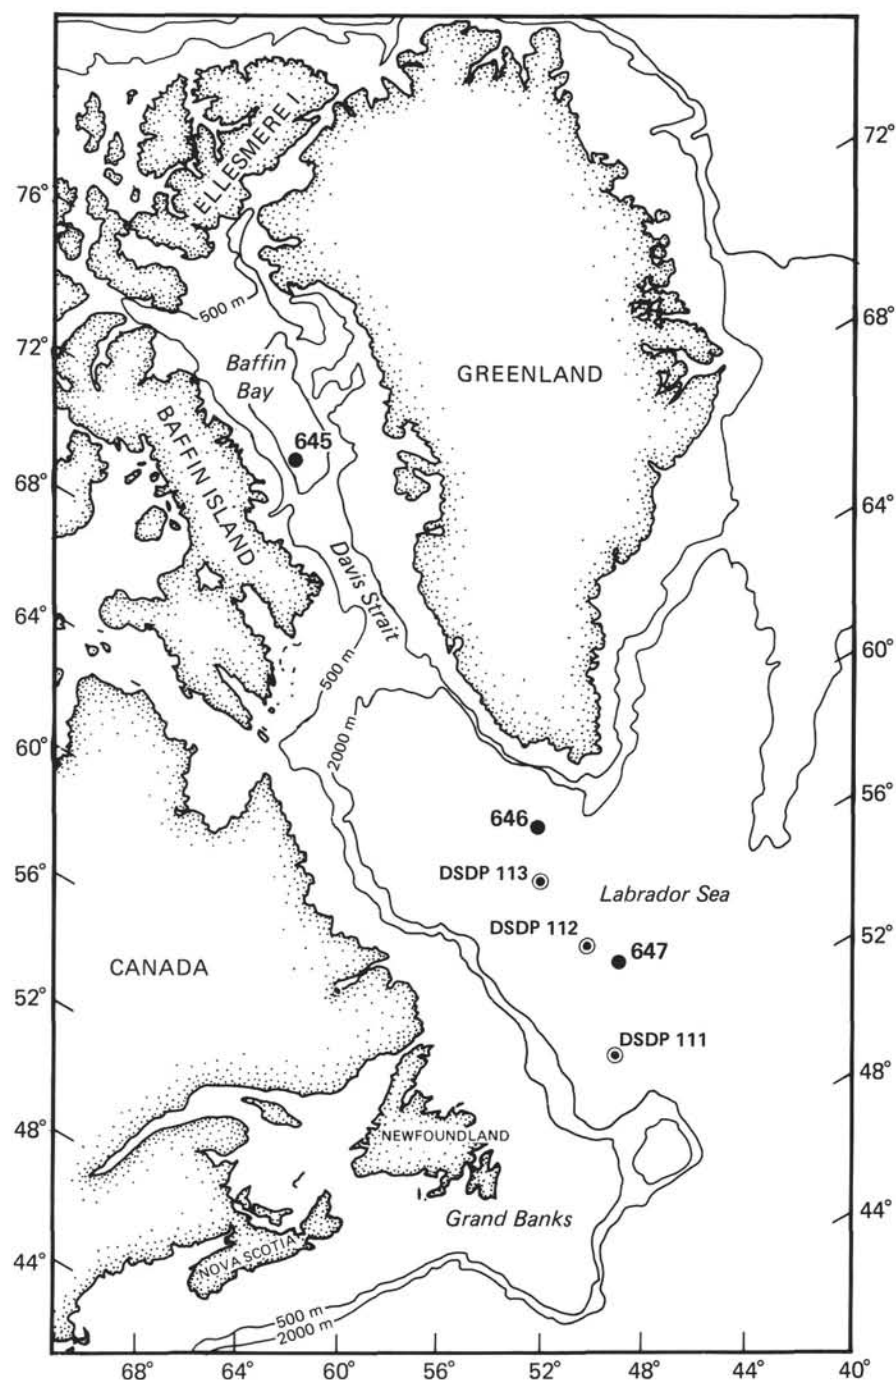 ELLESMERE I.
72°
76°
500 m
68°
72°
Baffin
Bay
GREENLAND
BAFFIN ISLAND
645
68°
64°
Davis Strait
64°
500 m
60°
2000 m
60°
56°
646
56°
DSDP 113
Labrador Sea
DSDP 112
52°
647
CANADA
52°
DSDP 111
48°
48°
NEWFOUNDLAND
Grand Banks
44°
NOVA SCOTIA
44°
500 m
2000 m
68° 64° 60° 56° 52° 48° 44° 40°